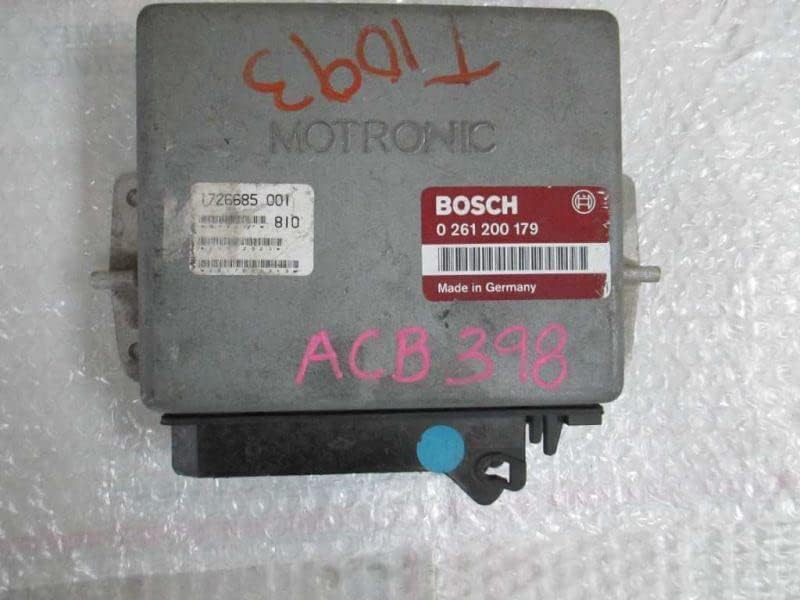 T1093
MOTRONIC
1726685 001
810
BOSCH
0 261 200 179
Made in Germany
ACB 398